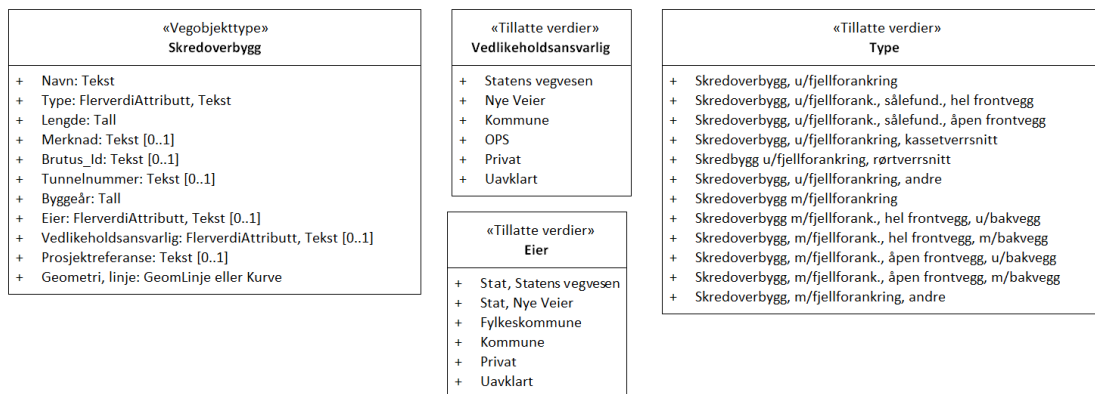 «Vegobjekttype»
Skredoverbygg
+ Navn: Tekst
+ Type: FlerverdiAttributt, Tekst
+ Lengde: Tall
+ Merknad: Tekst [0..1]
+ Brutus_Id: Tekst [0..1]
+ Tunnelnummer: Tekst [0..1]
+ Byggeår: Tall
+ Eier: FlerverdiAttributt, Tekst [0..1]
+ Vedlikeholdsansvarlig: FlerverdiAttributt, Tekst [0..1]
+ Prosjektreferanse: Tekst [0..1]
+ Geometri, linje: GeomLinje eller Kurve
«Tillatte verdier»
Vedlikeholdsansvarlig
+ Statens vegvesen
+ Nye Veier
+ Kommune
+ OPS
+ Privat
+ Uavklart
«Tillatte verdier»
Eier
+ Stat, Statens vegvesen
+ Stat, Nye Veier
+ Fylkeskommune
+ Kommune
+ Privat
+ Uavklart
«Tillatte verdier»
Type
+ Skredoverbygg, u/fjellforankring
+ Skredoverbygg, u/fjellforank., sålefund., hel frontvegg
+ Skredoverbygg, u/fjellforank., sålefund., åpen frontvegg
+ Skredoverbygg, u/fjellforankring, kassetverrsnitt
+ Skredbygg u/fjellforankring, rørtverrsnitt
+ Skredoverbygg, u/fjellforankring, andre
+ Skredoverbygg m/fjellforankring
+ Skredoverbygg m/fjellforank., hel frontvegg, u/bakvegg
+ Skredoverbygg, m/fjellforank., hel frontvegg, m/bakvegg
+ Skredoverbygg, m/fjellforank., åpen frontvegg, u/bakvegg
+ Skredoverbygg, m/fjellforank., åpen frontvegg, m/bakvegg
+ Skredoverbygg, m/fjellforankring, andre